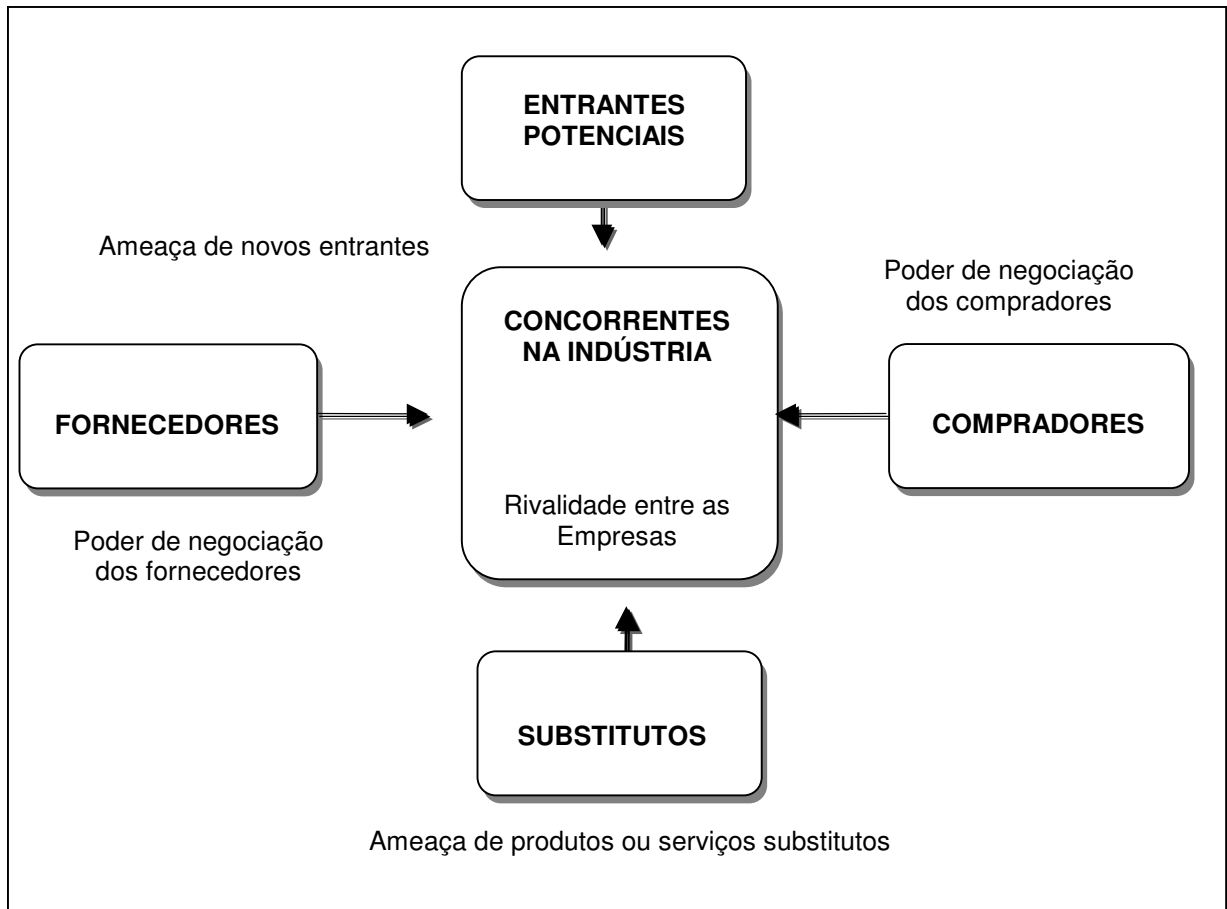 ENTRANTES
POTENCIAIS
Ameaça de novos entrantes
Poder de negociação
dos compradores
CONCORRENTES
NA INDÚSTRIA
FORNECEDORES
COMPRADORES
Rivalidade entre as
Empresas
Poder de negociação
dos fornecedores
SUBSTITUTOS
Ameaça de produtos ou serviços substitutos